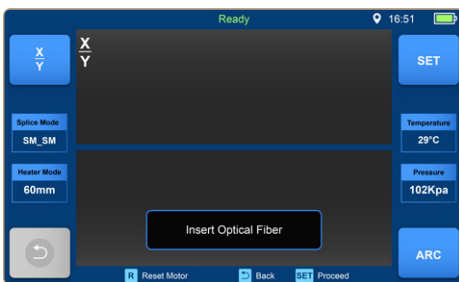 Ready
16:51
X
Y
X
Y
SET
Splice Mode
SM_SM
Temperature
29°C
Heater Mode
60mm
Pressure
102Kpa
Insert Optical Fiber
ARC
R Reset Motor
Back
SET Proceed